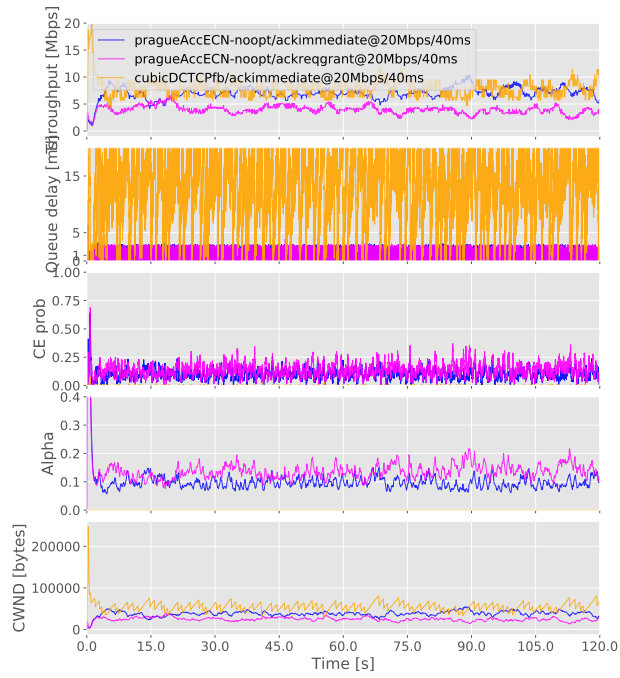 pragueAccECN-noopt/ackimmediate@20Mbps/40ms
pragueAccECN-noopt/ackreqgrant@20Mbps/40ms
cubicDCTCPfb/ackimmediate@20Mbps/40ms
Throughput [Mbps]
20
15
10
5
0
Queue delay [ms]
15
5
1
0
CE prob
1.00
0.75
0.50
0.25
0.00
Alpha
0.4
0.3
0.2
0.1
0.0
CWND [bytes]
200000
100000
0
0.0 15.0 30.0 45.0 60.0 75.0 90.0 105.0 120.0
Time [s]